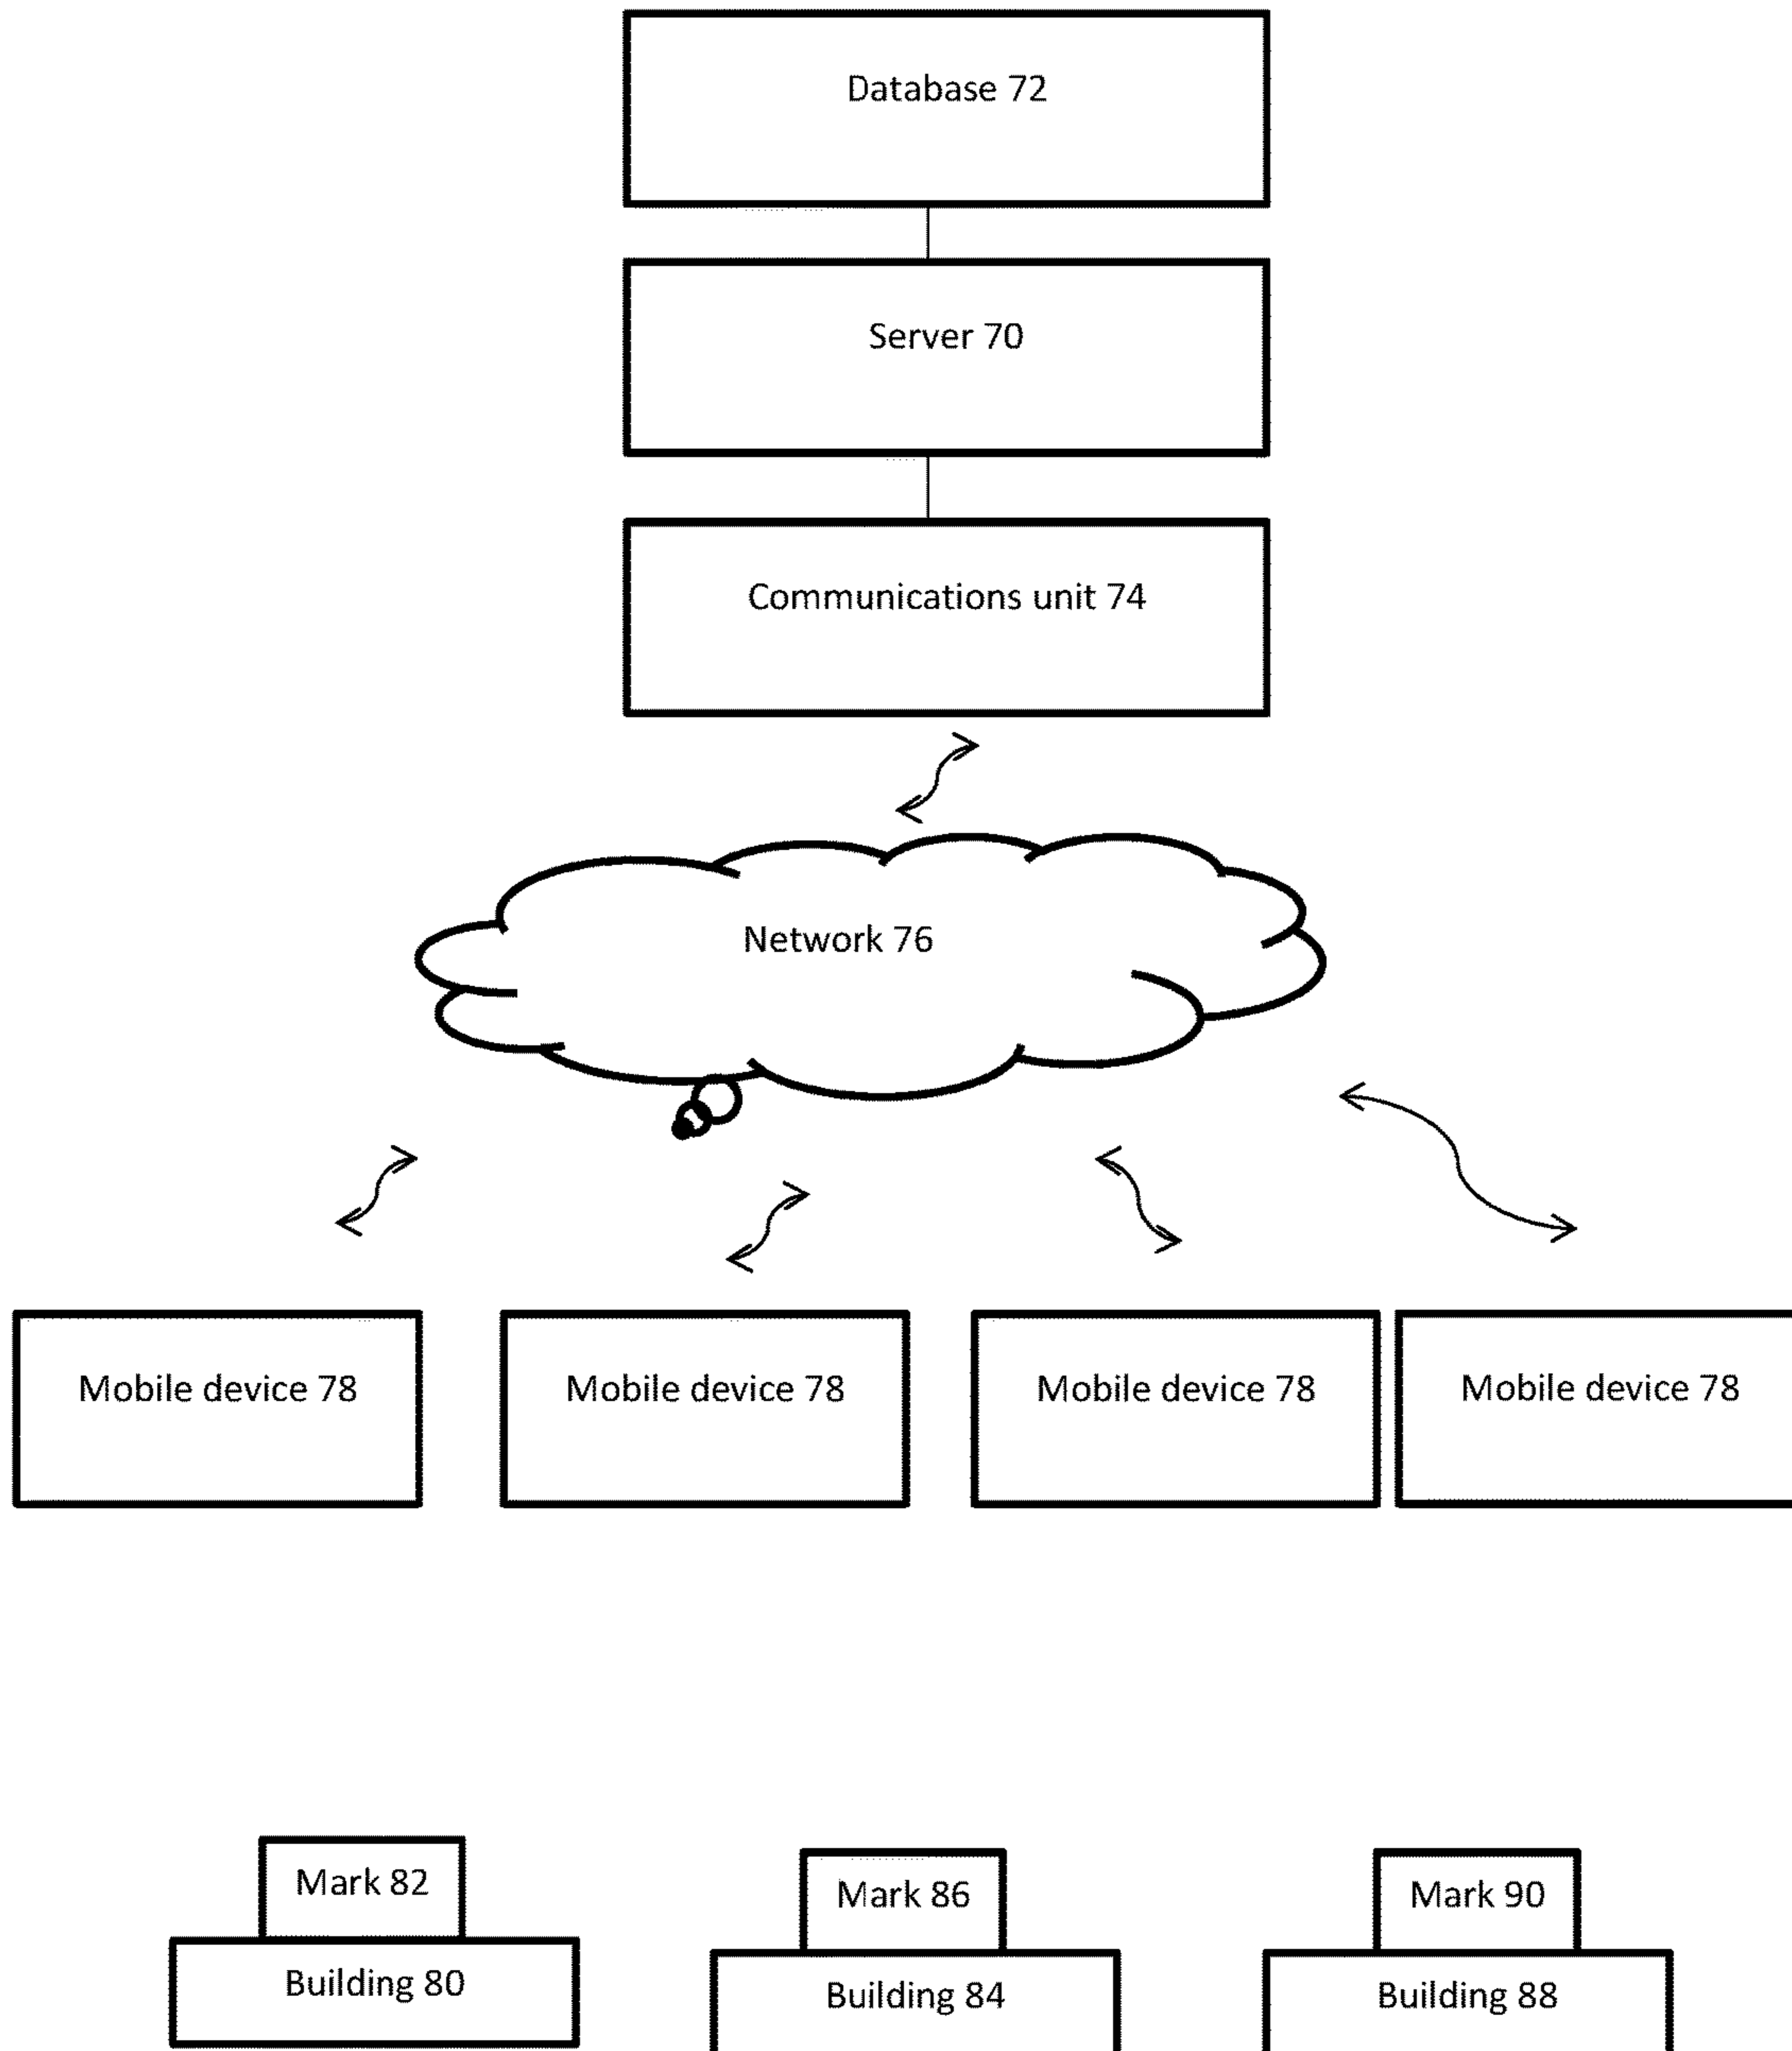 Database 72
Server 70
Communications unit 74
Network 76
Mobile device 78
Mobile device 78
Mobile device 78
Mobile device 78
Mark 82
Mark 86
Mark 90
Building 80
Building 84
Building 88